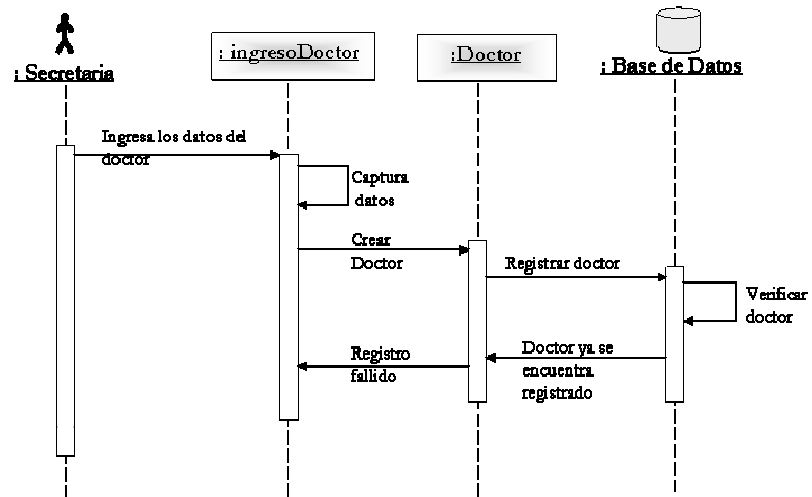 : Secretaria
: ingresoDoctor
:Doctor
: Base de Datos
Ingresa los datos del
doctor
Captura
datos
Crear
Doctor
Registrar doctor
Verificar
doctor
Doctor ya se
encuentra
registrado
Registro
fallido